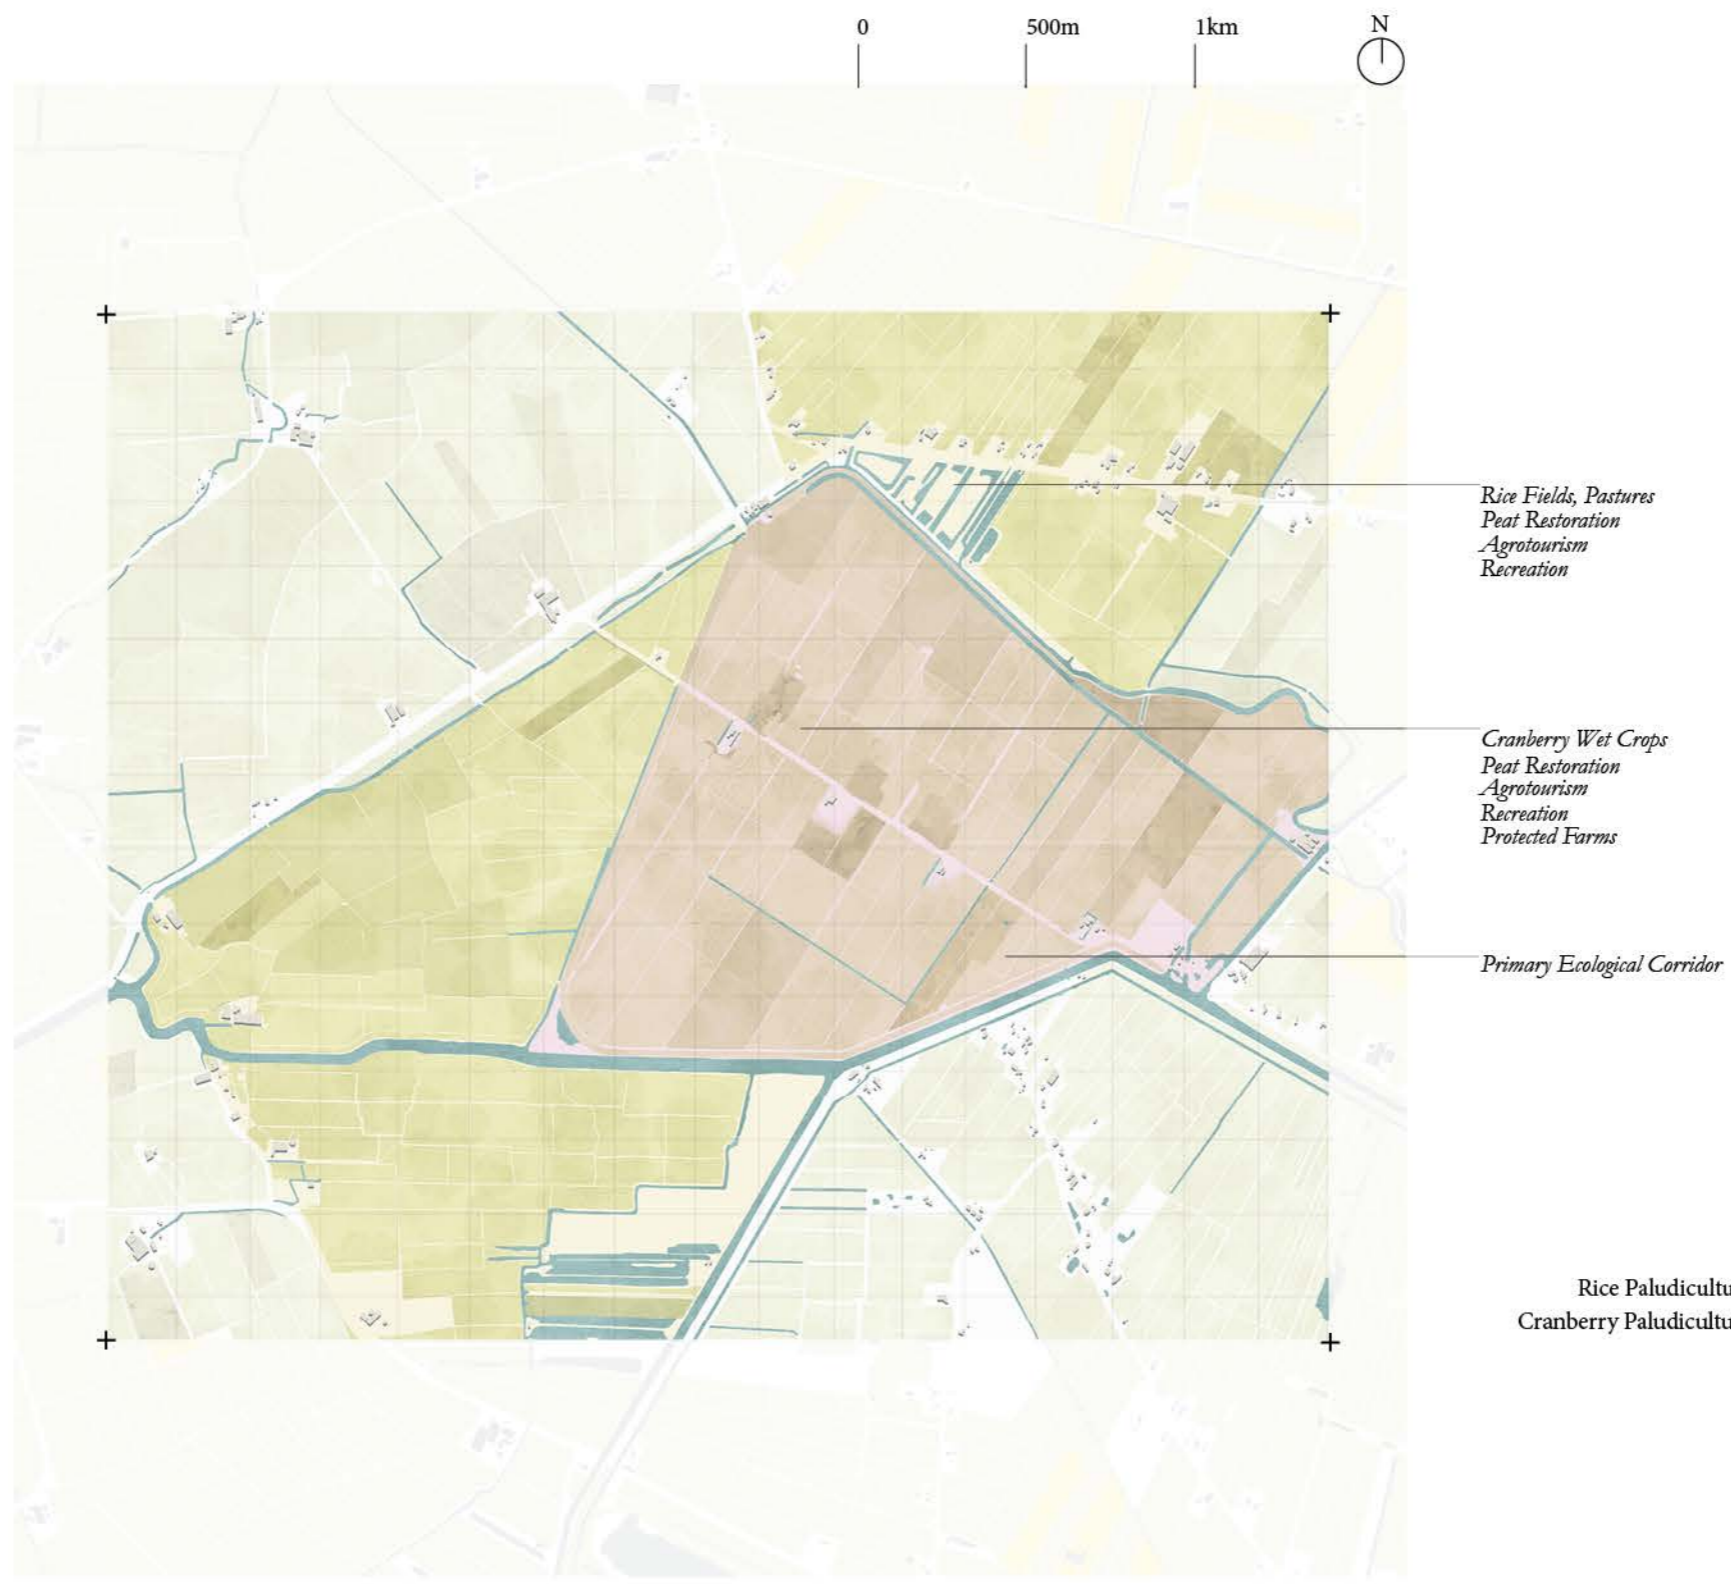 0 500m 1km N
Rice Fields, Pastures
Peat Restoration
Agrotourism
Recreation
Cranberry Wet Crops
Peat Restoration
Agrotourism
Recreation
Protected Farms
Primary Ecological Corridor
Rice Paludicultu
Cranberry Paludicultu